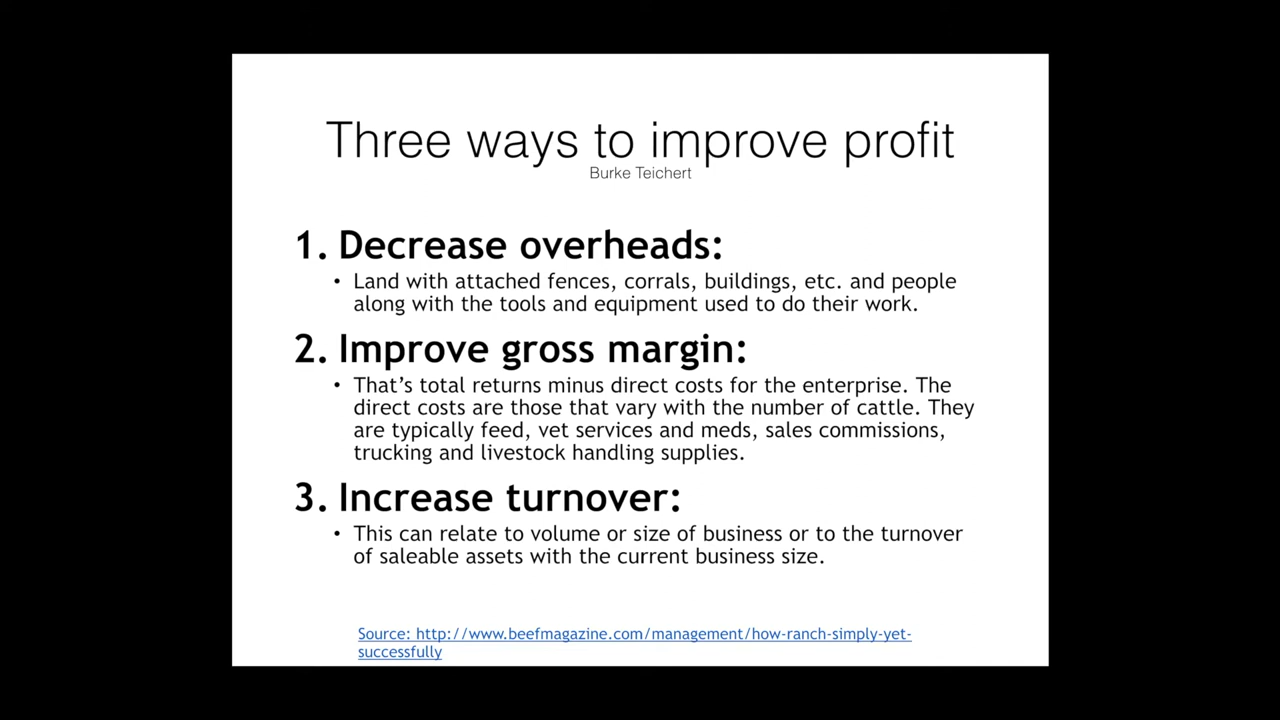 Three ways to improve profit
Burke Teichert
1. Decrease overheads:
• Land with attached fences, corrals, buildings, etc. and people
along with the tools and equipment used to do their work.
2. Improve gross margin:
• That’s total returns minus direct costs for the enterprise. The
direct costs are those that vary with the number of cattle. They
are typically feed, vet services and meds, sales commissions,
trucking and livestock handling supplies.
3. Increase turnover:
• This can relate to volume or size of business or to the turnover
of saleable assets with the current business size.
Source: http://www.beefmagazine.com/management/how-ranch-simply-yet-
successfully